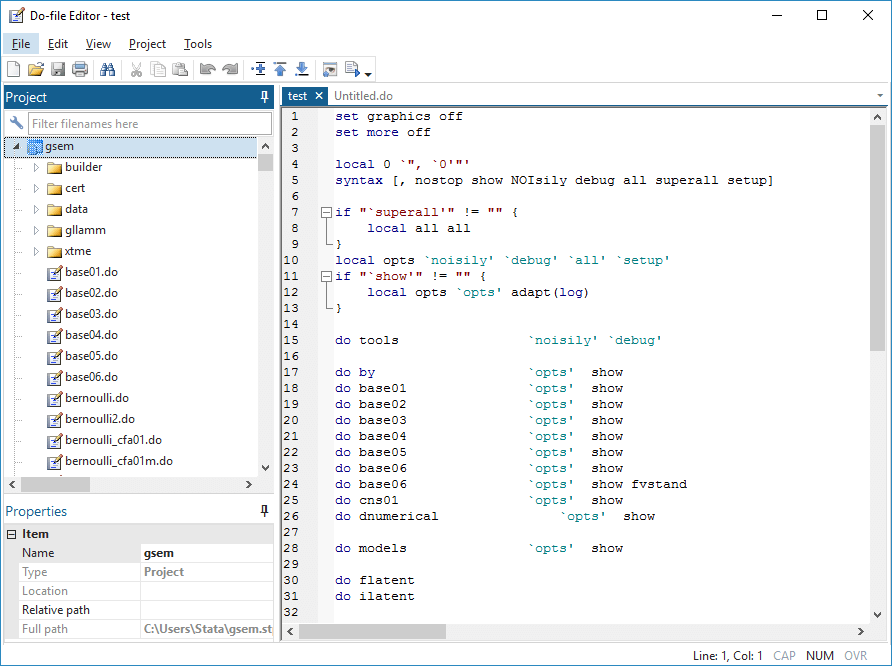 Do-file Editor - test
File Edit View Project Tools
Project
Filter filenames here
gsem
builder
cert
data
gllamm
xtme
base01.do
base02.do
base03.do
base04.do
base05.do
base06.do
bernoulli.do
bernoulli2.do
bernoulli_cfa01.do
bernoulli_cfa01m.do
Properties
Item
Name gsem
Type Project
Location
Relative path
Full path C:\Users\Stata\gsem.stp
test Untitled.do
1 set graphics off
2 set more off
3
4 local 0 `", `0'"'
5 syntax [, nostop show NOIsily debug all superall setup]
6
7 if "`superall'" != "" {
8 local all all
9 }
10 local opts `noisily' `debug' `all' `setup'
11 if "`show'" != "" {
12 local opts `opts' adapt(log)
13 }
14
15 do tools `noisily' `debug'
16
17 do by `opts' show
18 do base01 `opts' show
19 do base02 `opts' show
20 do base03 `opts' show
21 do base04 `opts' show
22 do base05 `opts' show
23 do base06 `opts' show
24 do base06 `opts' show fvstand
25 do cns01 `opts' show
26 do dnumerical `opts' show
27
28 do models `opts' show
29
30 do flatent
31 do ilatent
32
Line: 1, Col: 1 CAP NUM OVR